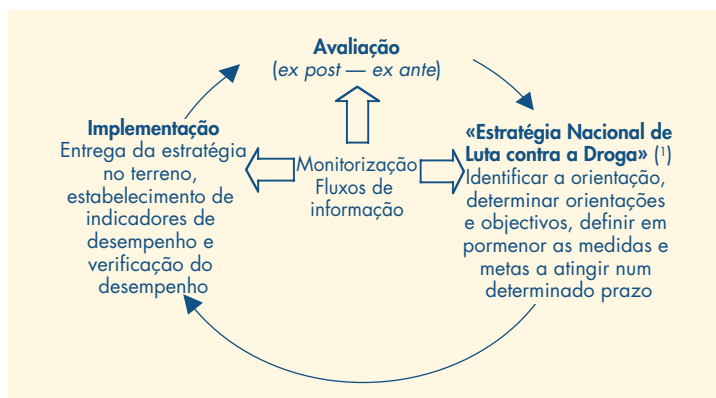 Avaliação
(ex post — ex ante)
Implementação
Entrega da estratégia
no terreno,
estabelecimento de
indicadores de
desempenho e
verificação do
desempenho
Monitorização
Fluxos de
informação
«Estratégia Nacional de
Luta contra a Droga» (¹)
Identificar a orientação,
determinar orientações
e objectivos, definir em
pormenor as medidas e
metas a atingir num
determinado prazo